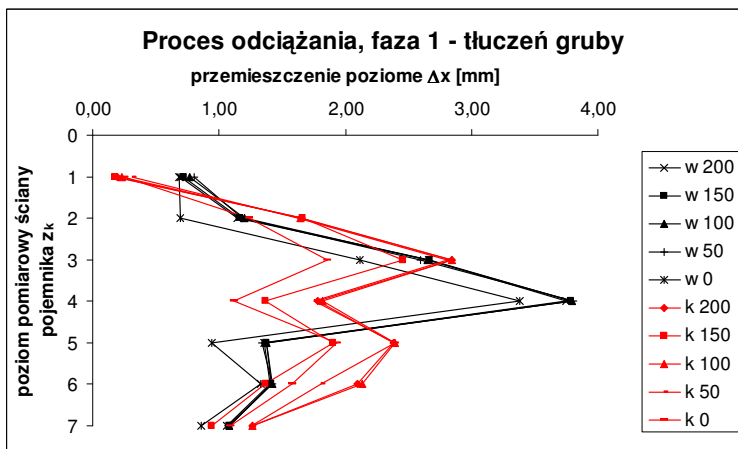 Proces odciążania, faza 1 - tłuczeń gruby
przemieszczenie poziome Δx [mm]
0,00 1,00 2,00 3,00 4,00
0
1
2
3
4
5
6
7
poziom pomiarowy ściany
pojemnika zk
w 200
w 150
w 100
w 50
w 0
k 200
k 150
k 100
k 50
k 0